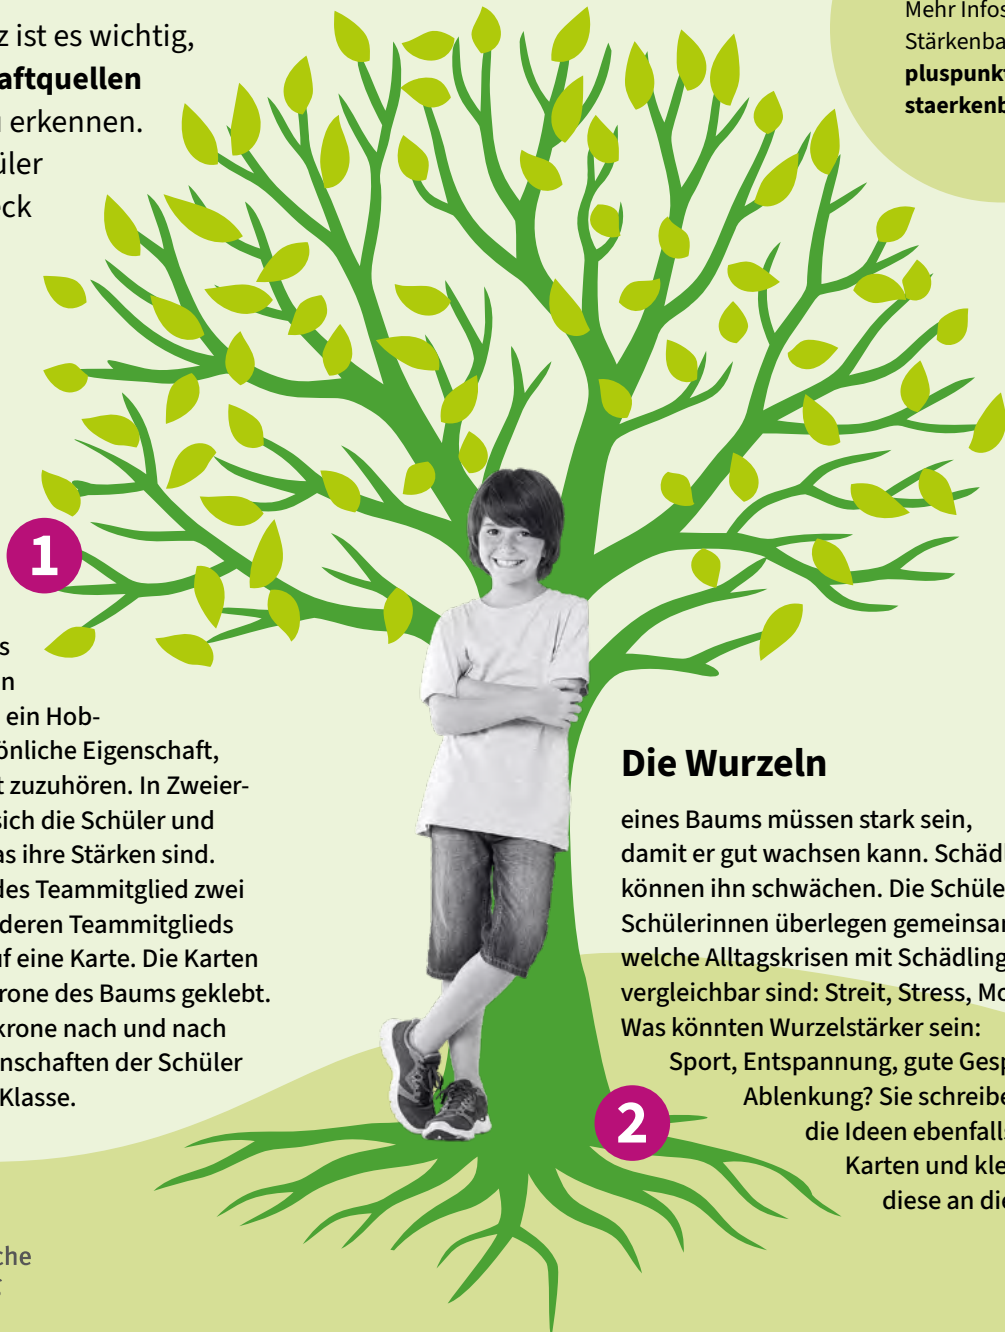 z ist es wichtig,
aftquellen
erkennen.
üler
ck
Mehr Infos
Stärkenba
pluspunkt
staerkenb
1
s
n
ein Hob-
önliche Eigenschaft,
t zuzuhören. In Zweier-
sich die Schüler und
as ihre Stärken sind.
des Teammitglied zwei
deren Teammitglieds
uf eine Karte. Die Karten
rone des Baums geklebt.
krone nach und nach
nschaften der Schüler
Klasse.
Die Wurzeln
eines Baums müssen stark sein,
damit er gut wachsen kann. Schädl
können ihn schwächen. Die Schüle
Schülerinnen überlegen gemeinsar
welche Alltagskrisen mit Schädling
vergleichbar sind: Streit, Stress, Mo
Was könnten Wurzelstärker sein:
Sport, Entspannung, gute Gesp
Ablenkung? Sie schreibe
die Ideen ebenfalls
Karten und kle
diese an die
2
che